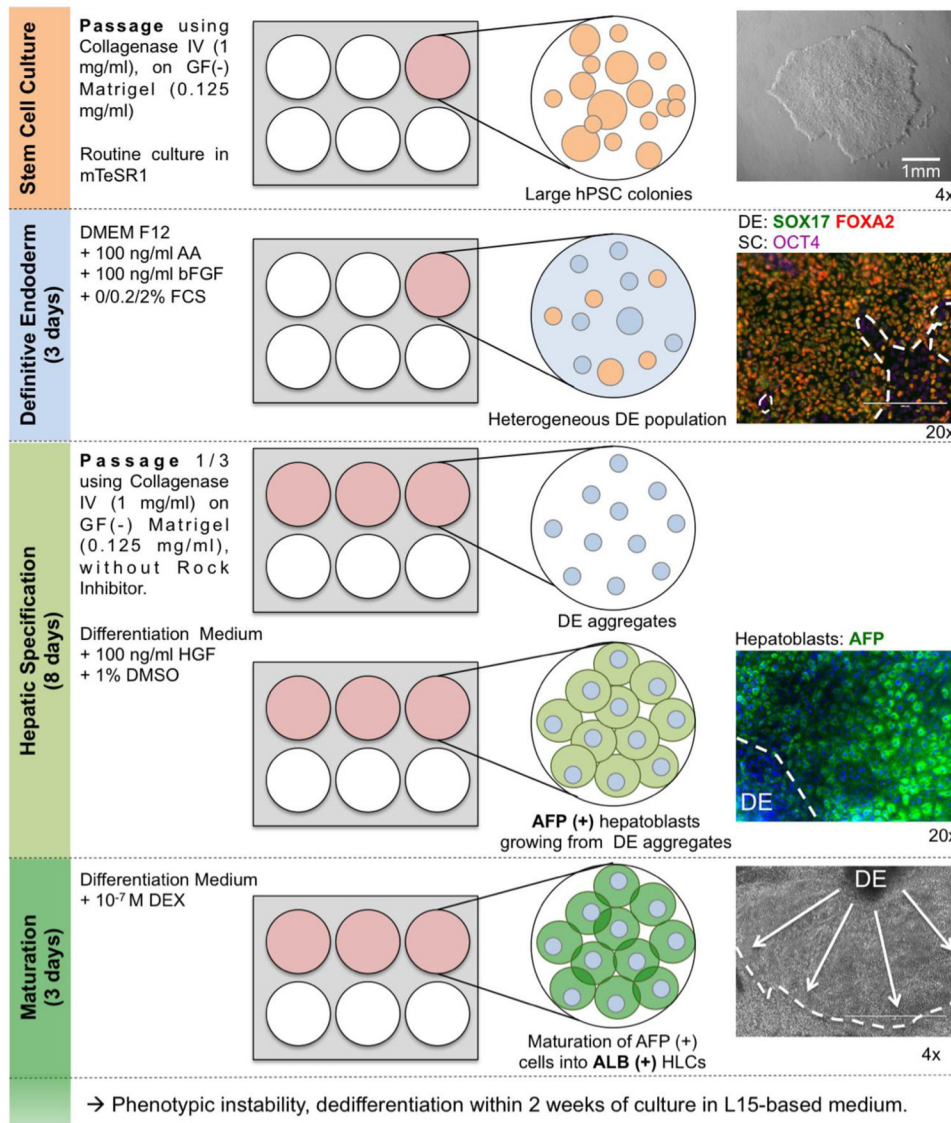 Stem Cell Culture
Passage using
Collagenase IV (1
mg/ml), on GF(-)
Matrigel (0.125
mg/ml)
Routine culture in
mTeSR1
Large hPSC colonies
1mm
4x
Definitive Endoderm
(3 days)
DMEM F12
+ 100 ng/ml AA
+ 100 ng/ml bFGF
+ 0/0.2/2% FCS
Heterogeneous DE population
DE: SOX17 FOXA2
SC: OCT4
20x
Hepatic Specification
(8 days)
Passage 1/3
using Collagenase
IV (1 mg/ml) on
GF(-) Matrigel
(0.125 mg/ml),
without Rock
Inhibitor.
DE aggregates
Differentiation Medium
+ 100 ng/ml HGF
+ 1% DMSO
AFP (+) hepatoblasts
growing from DE aggregates
Hepatoblasts: AFP
DE
20x
Maturation
(3 days)
Differentiation Medium
+ 10⁻⁷ M DEX
Maturation of AFP (+)
cells into ALB (+) HLCs
DE
4x
→ Phenotypic instability, dedifferentiation within 2 weeks of culture in L15-based medium.